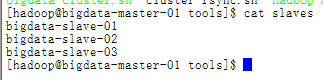 [hadoop@bigdata-master-01 tools]$ cat slaves
bigdata-slave-01
bigdata-slave-02
bigdata-slave-03
[hadoop@bigdata-master-01 tools]$